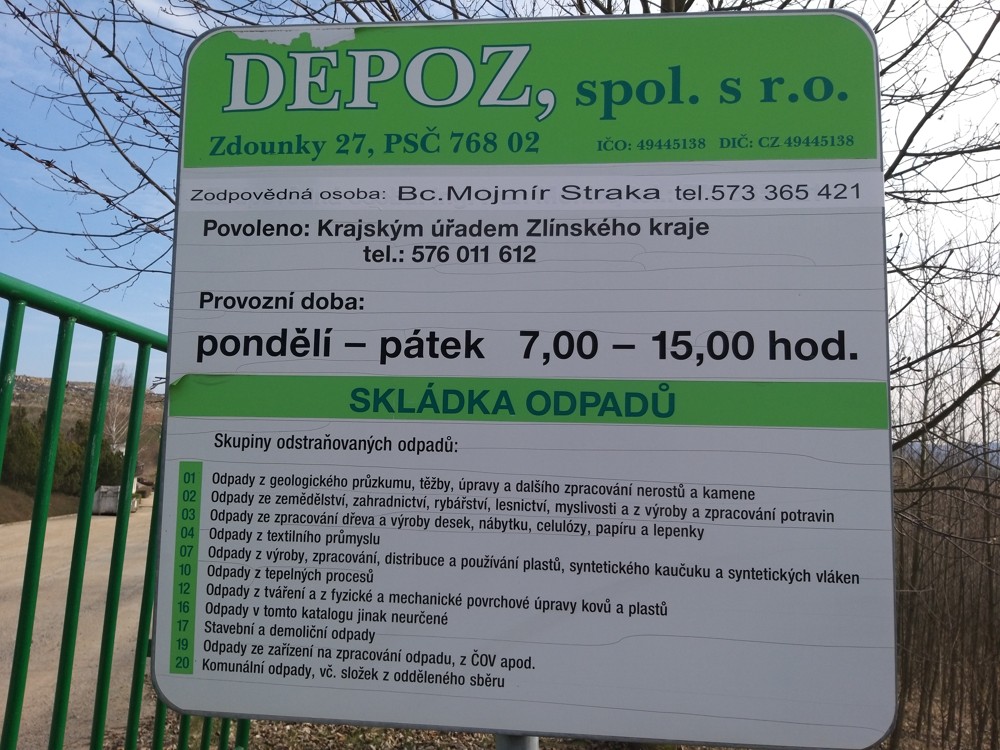 DEPOZ, spol. s r.o.
Zdounky 27, PSČ 768 02 IČO: 49445138 DIČ: CZ 49445138
Zodpovědná osoba: Bc.Mojmír Straka tel.573 365 421
Povoleno: Krajským úřadem Zlínského kraje
tel.: 576 011 612
Provozní doba:
pondělí – pátek 7,00 – 15,00 hod.
SKLÁDKA ODPADŮ
Skupiny odstraňovaných odpadů:
01 Odpady z geologického průzkumu, těžby, úpravy a dalšího zpracování nerostů a kamene
02 Odpady ze zemědělství, zahradnictví, rybářství, lesnictví, myslivosti a z výroby a zpracování potravin
03 Odpady ze zpracování dřeva a výroby desek, nábytku, celulózy, papíru a lepenky
04 Odpady z textilního průmyslu
07 Odpady z výroby, zpracování, distribuce a používání plastů, syntetického kaučuku a syntetických vláken
10 Odpady z tepelných procesů
12 Odpady z tváření a z fyzické a mechanické povrchové úpravy kovů a plastů
16 Odpady v tomto katalogu jinak neurčené
17 Stavební a demoliční odpady
19 Odpady ze zařízení na zpracování odpadu, z ČOV apod.
20 Komunální odpady, vč. složek z odděleného sběru